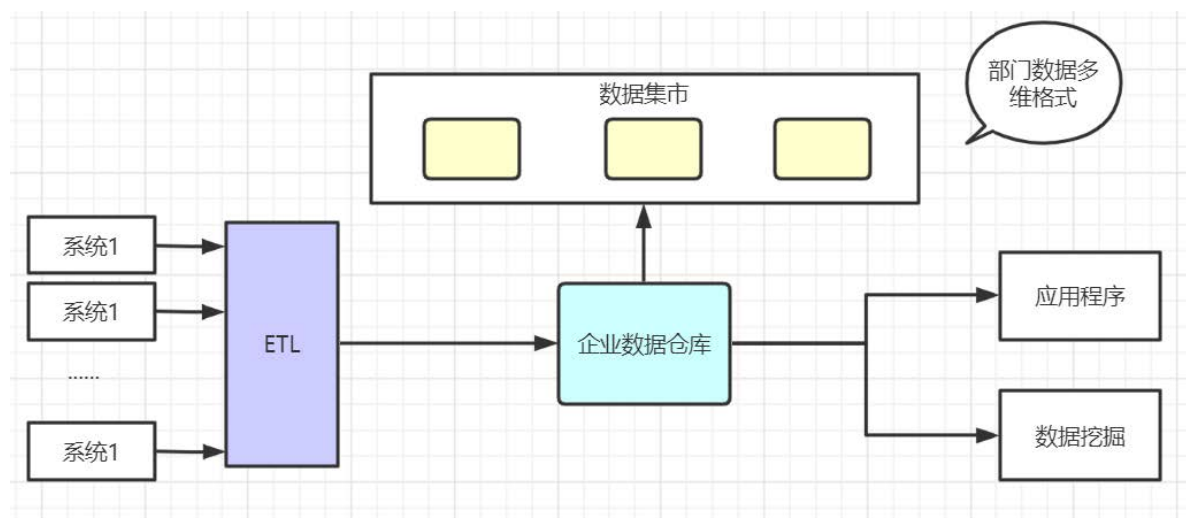 部门数据多
维格式
数据集市
系统1
系统1
......
系统1
ETL
企业数据仓库
应用程序
数据挖掘